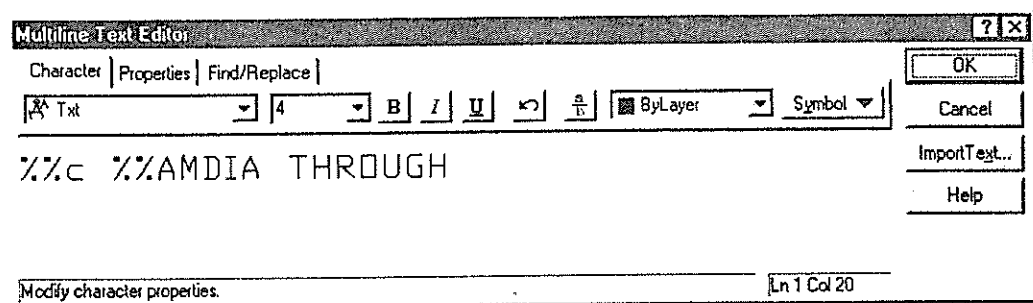 Multiline Text Editor ? ×
Character Properties Find/Replace OK
Txt 4 B I U a/b ByLayer Symbol Cancel
%%c %%AMDIA THROUGH ImportText...
Help
Modify character properties. Ln 1 Col 20